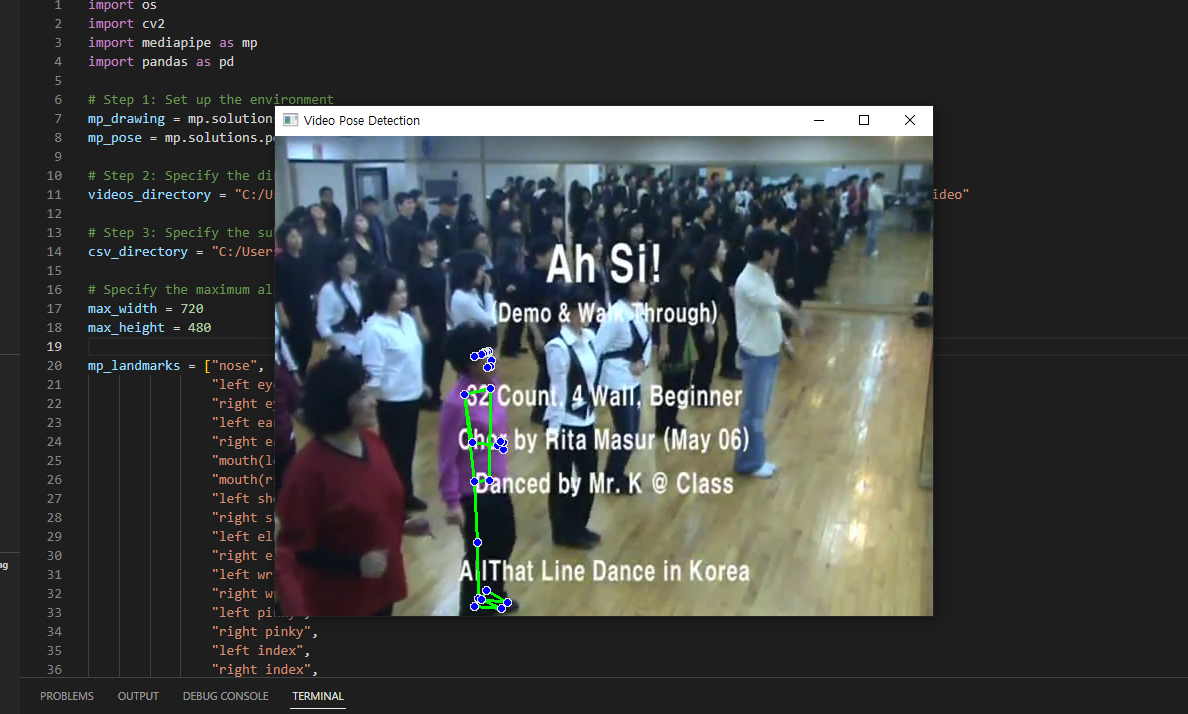 1 import os
2 import cv2
3 import mediapipe as mp
4 import pandas as pd
5
6 # Step 1: Set up the environment
7 mp_drawing = mp.solution
8 mp_pose = mp.solutions.p
9
10 # Step 2: Specify the di
11 videos_directory = "C:/U ideo"
12
13 # Step 3: Specify the su
14 csv_directory = "C:/User
15
16 # Specify the maximum al
17 max_width = 720
18 max_height = 480
19
20 mp_landmarks = ["nose",
21 "left ey
22 "right e
23 "left ea
24 "right e
25 "mouth(l
26 "mouth(r
27 "left sh
28 "right s
29 "left el
30 "right e
31 "left wr
32 "right w
33 "left pin
34 "right pinky",
35 "left index",
36 "right index",
Video Pose Detection
Ah Si!
(Demo & Walk Through)
32 Count, 4 Wall, Beginner
Chor by Rita Masur (May 06)
Danced by Mr. K @ Class
AllThat Line Dance in Korea
PROBLEMS OUTPUT DEBUG CONSOLE TERMINAL